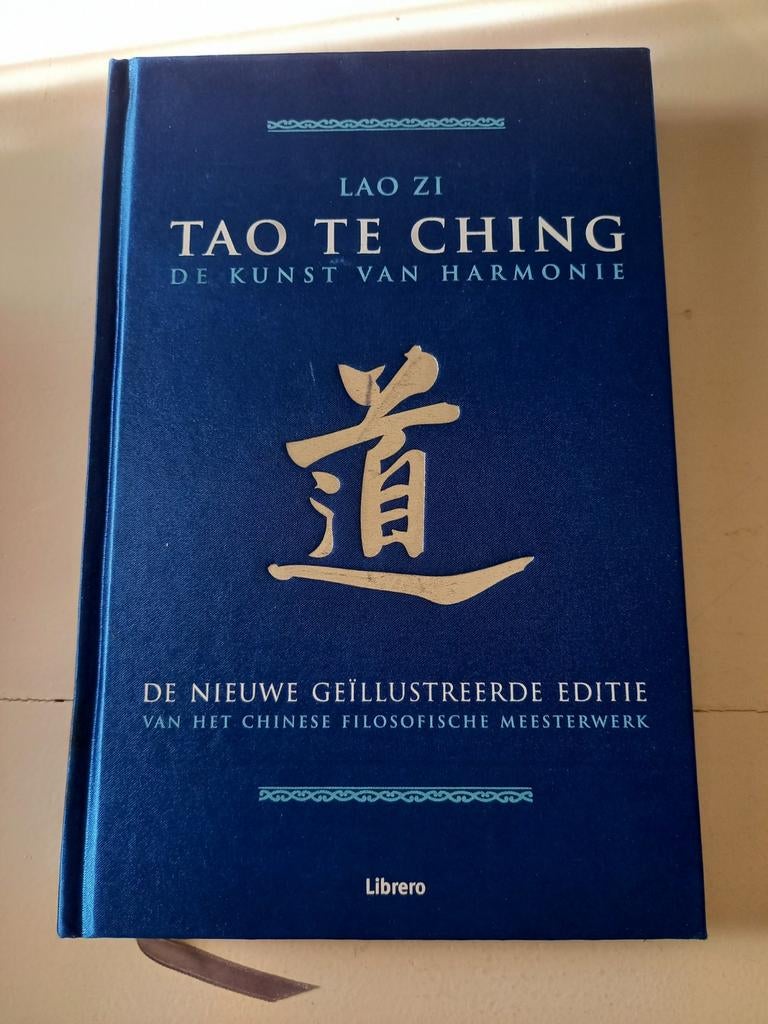 LAO ZI
TAO TE CHING
DE KUNST VAN HARMONIE
道
DE NIEUWE GEÏLLUSTREERDE EDITIE
VAN HET CHINESE FILOSOFISCHE MEESTERWERK
Librero